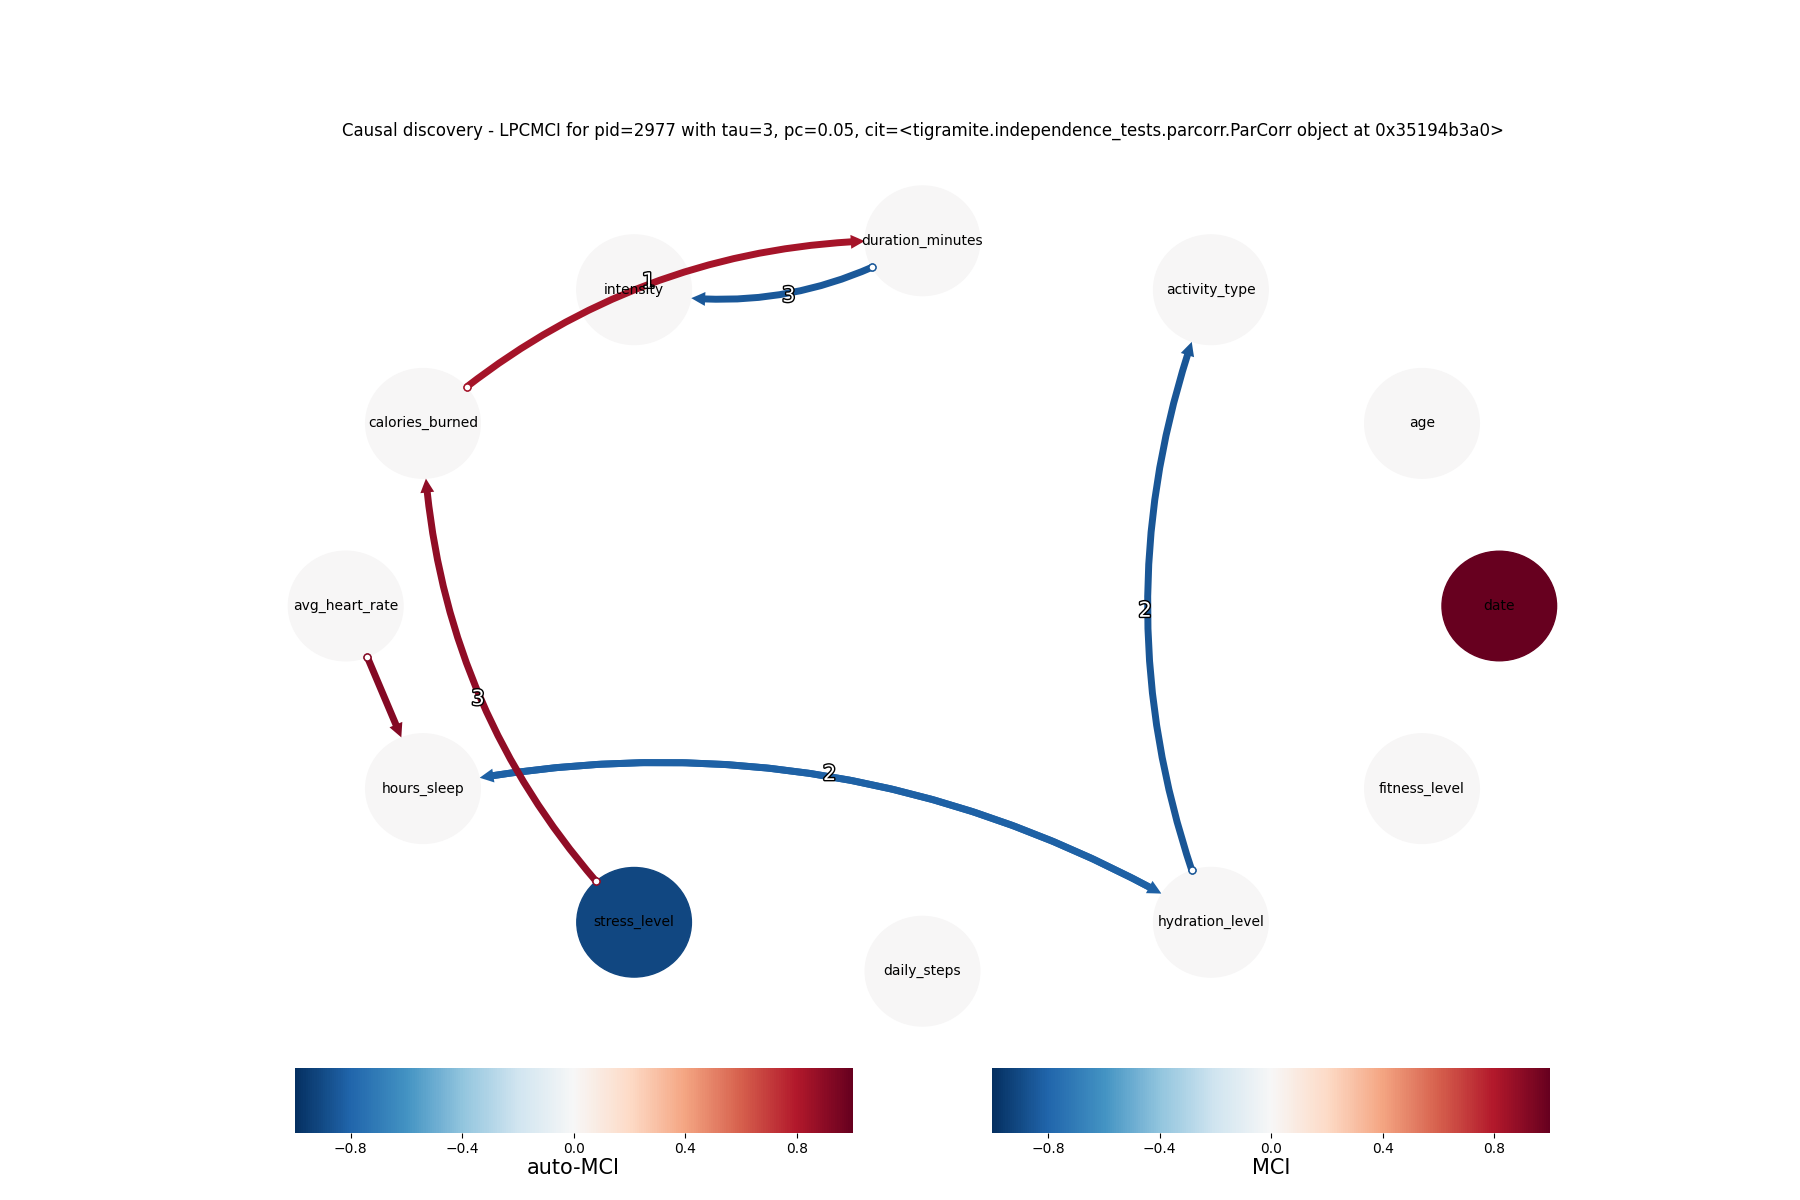 Causal discovery - LPCMCI for pid=2977 with tau=3, pc=0.05, cit=<tigramite.independence_tests.parcorr.ParCorr object at 0x35194b3a0>
duration_minutes
1
intensity
3
activity_type
calories_burned
age
avg_heart_rate
2
date
3
2
hours_sleep
fitness_level
stress_level
hydration_level
daily_steps
−0.8 −0.4 0.0 0.4 0.8
auto-MCI
−0.8 −0.4 0.0 0.4 0.8
MCI